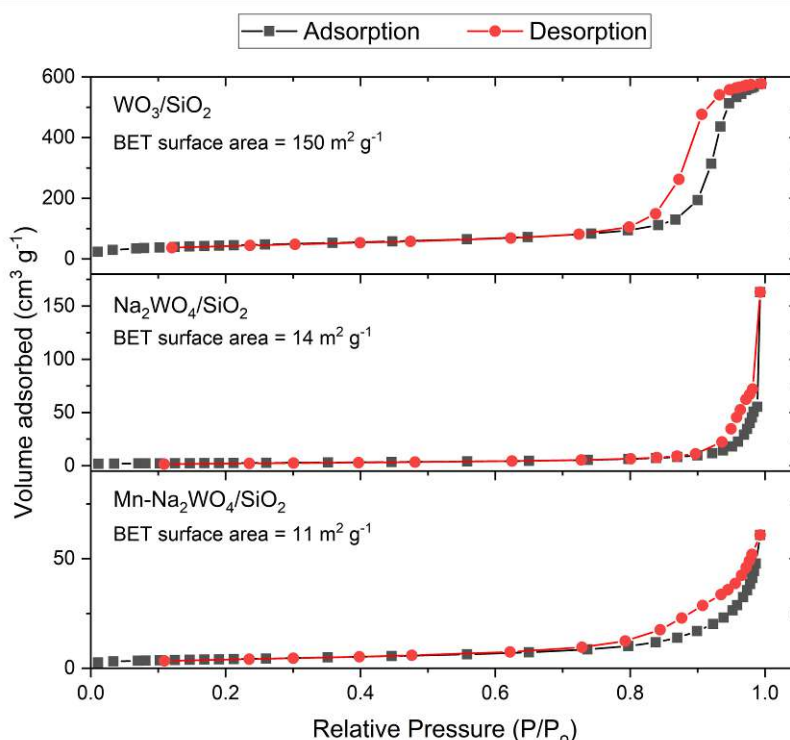 Adsorption Desorption
600
WO₃/SiO₂
BET surface area = 150 m² g⁻¹
400
200
0
Na₂WO₄/SiO₂
150
BET surface area = 14 m² g⁻¹
100
50
0
Mn-Na₂WO₄/SiO₂
BET surface area = 11 m² g⁻¹
50
0
Volume adsorbed (cm³ g⁻¹)
0.0 0.2 0.4 0.6 0.8 1.0
Relative Pressure (P/Pₒ)